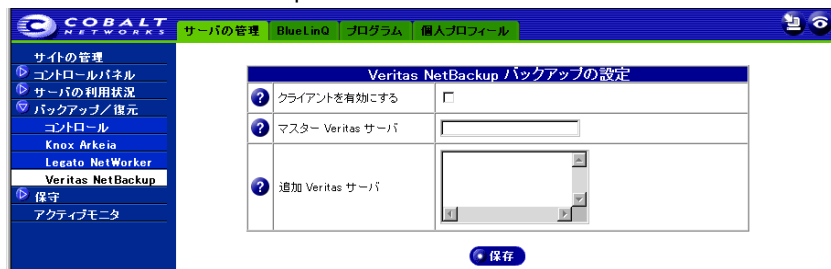 COBALT
NETWORKS
サーバの管理
BlueLinQ
プログラム
個人プロフィール
サイトの管理
コントロールパネル
サーバの利用状況
バックアップ/復元
コントロール
Knox Arkeia
Legato NetWorker
Veritas NetBackup
保守
アクティブモニタ
Veritas NetBackup バックアップの設定
クライアントを有効にする
マスター Veritas サーバ
追加 Veritas サーバ
保存